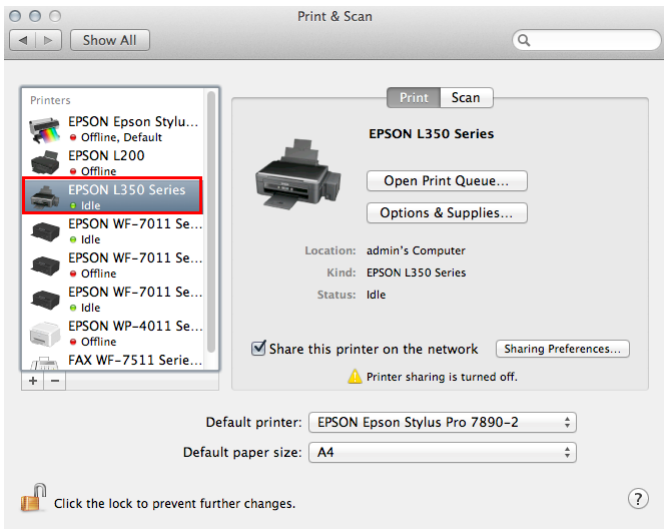 Print & Scan
Show All
Printers
EPSON Epson Stylu...
Offline, Default
EPSON L200
Offline
EPSON L350 Series
Idle
EPSON WF-7011 Se...
Idle
EPSON WF-7011 Se...
Offline
EPSON WF-7011 Se...
Idle
EPSON WP-4011 Se...
Offline
FAX WF-7511 Serie...
+ −
Print Scan
EPSON L350 Series
Open Print Queue...
Options & Supplies...
Location: admin's Computer
Kind: EPSON L350 Series
Status: Idle
Share this printer on the network Sharing Preferences...
Printer sharing is turned off.
Default printer: EPSON Epson Stylus Pro 7890-2
Default paper size: A4
Click the lock to prevent further changes.
?